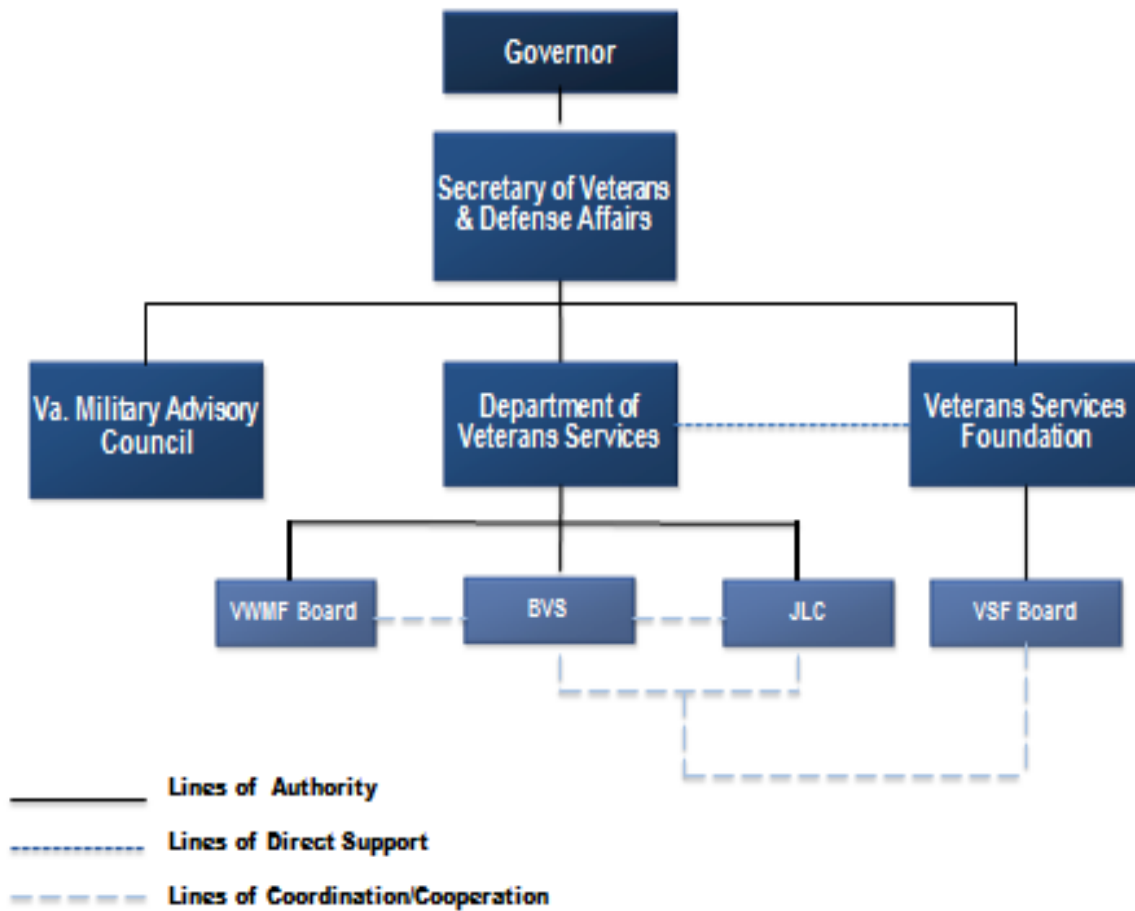 Governor
Secretary of Veterans
& Defense Affairs
Va. Military Advisory
Council
Department of
Veterans Services
Veterans Services
Foundation
VWMF Board
BVS
JLC
VSF Board
Lines of Authority
Lines of Direct Support
Lines of Coordination/Cooperation